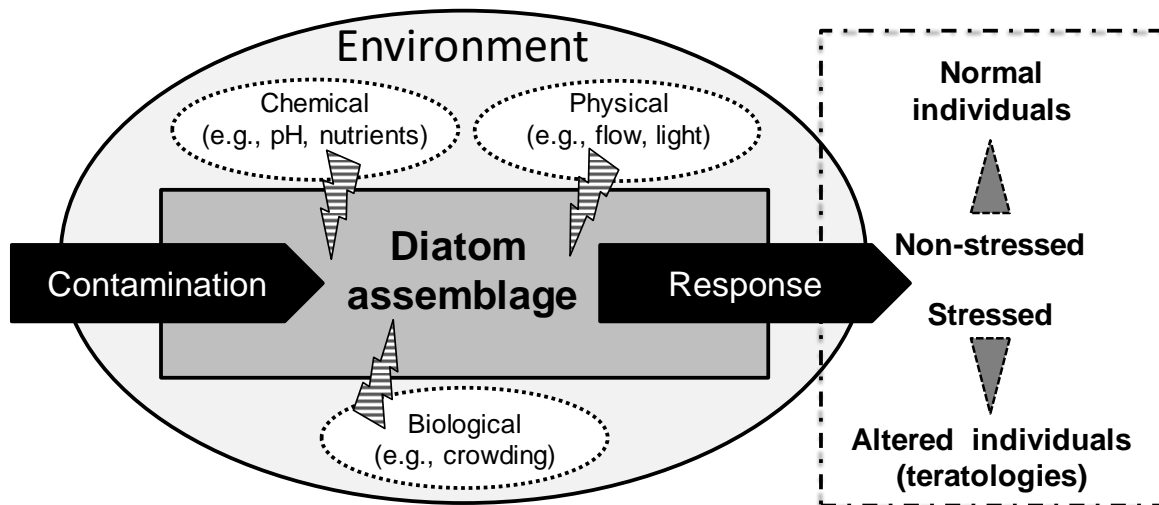 Environment
Chemical
(e.g., pH, nutrients)
Physical
(e.g., flow, light)
Contamination
Diatom
assemblage
Response
Biological
(e.g., crowding)
Normal
individuals
Non-stressed
Stressed
Altered individuals
(teratologies)